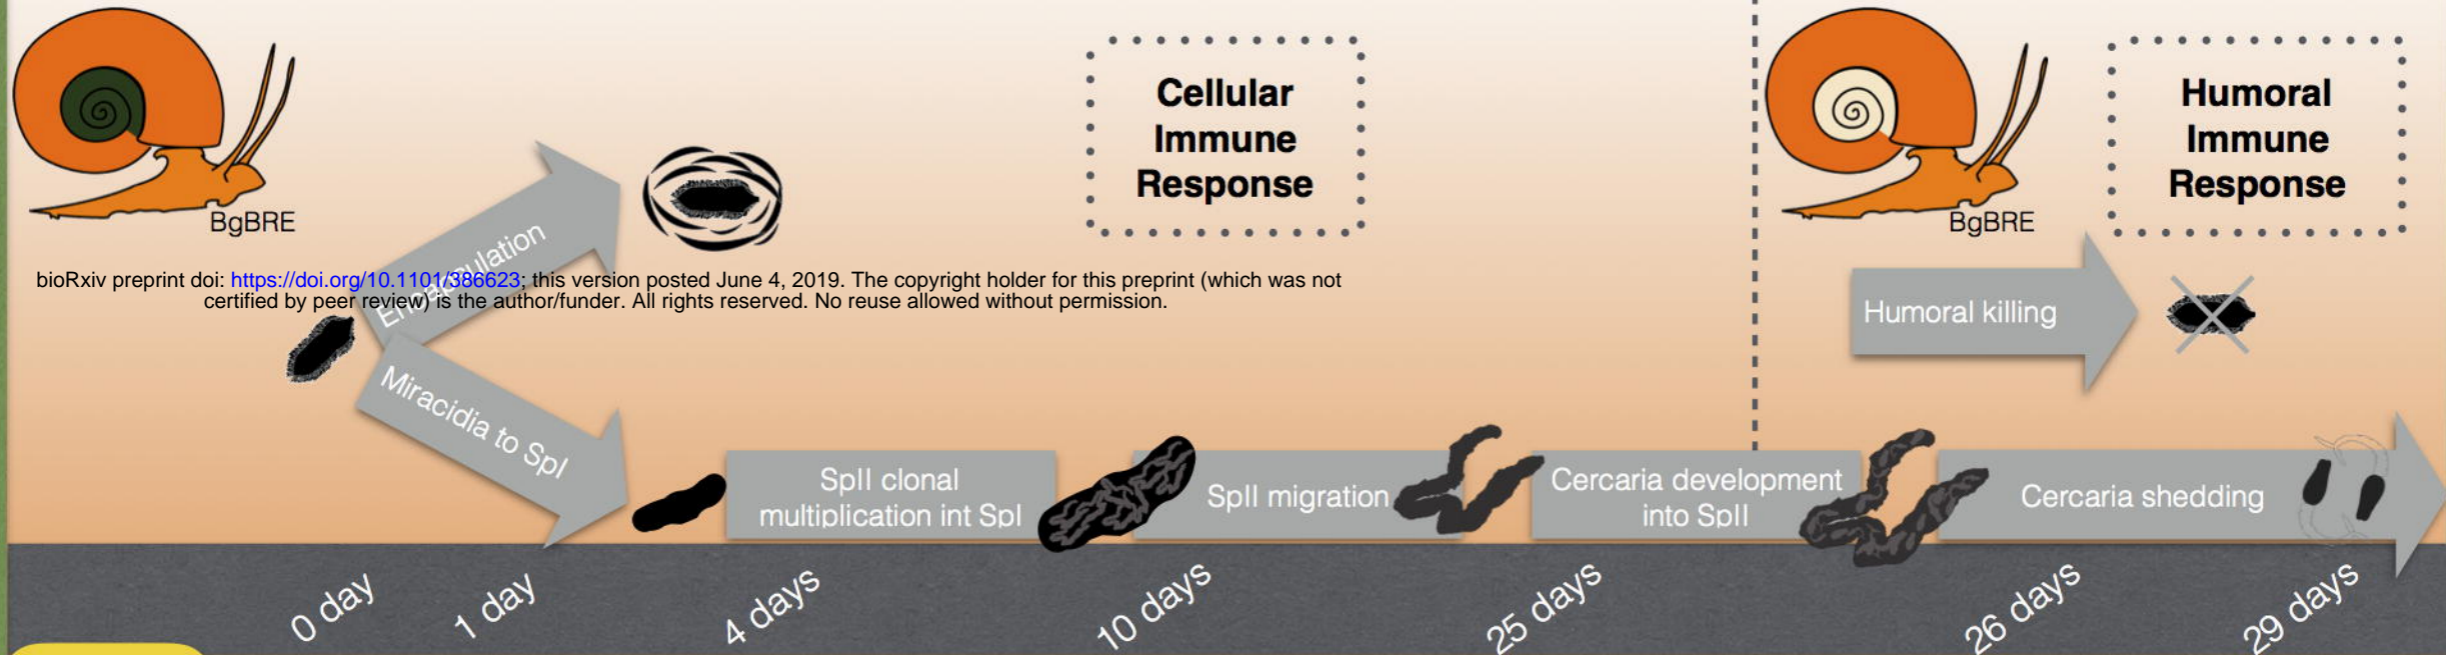 Cellular
Immune
Response
Humoral
Immune
Response
BgBRE
BgBRE
Encapsulation
bioRxiv preprint doi: https://doi.org/10.1101/386623; this version posted June 4, 2019. The copyright holder for this preprint (which was not
certified by peer review) is the author/funder. All rights reserved. No reuse allowed without permission.
Humoral killing
Miracidia to SpI
SpII clonal
multiplication int SpI
SpII migration
Cercaria development
into SpII
Cercaria shedding
0 day
1 day
4 days
10 days
25 days
26 days
29 days